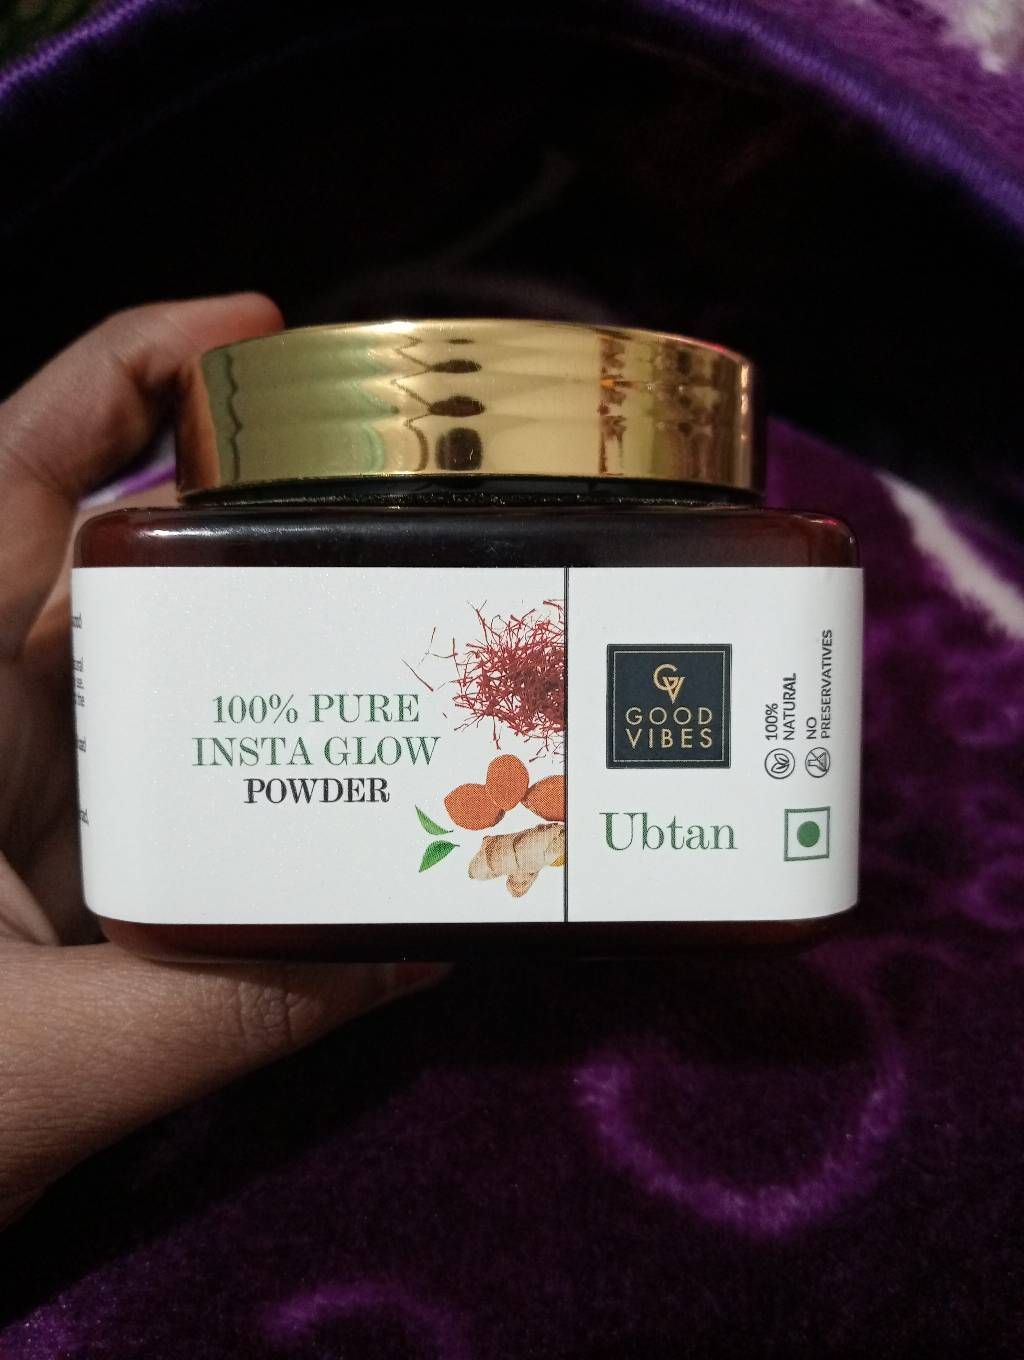 100% PURE
INSTA GLOW
POWDER
GV
GOOD
VIBES
Ubtan
100%
NATURAL
NO
PRESERVATIVES